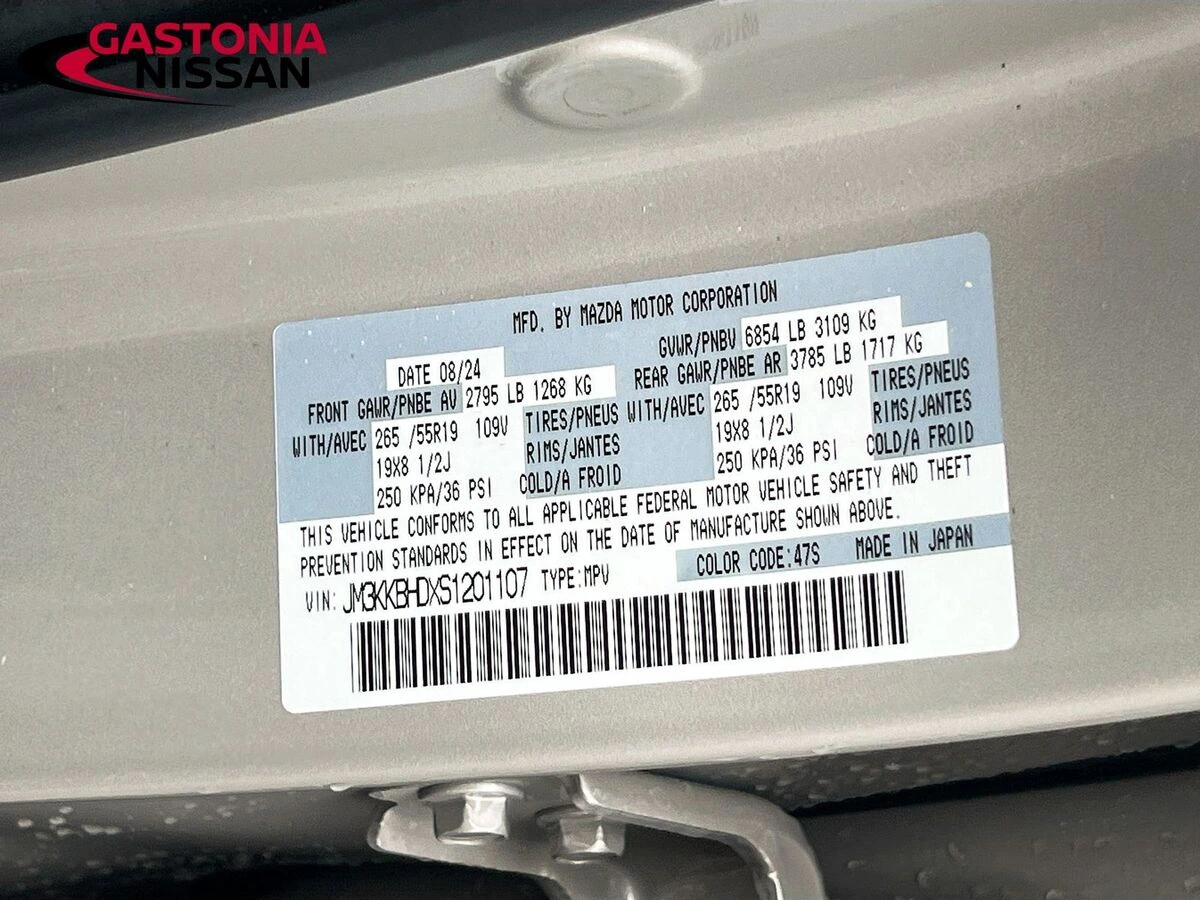 GASTONIA
NISSAN
MFD. BY MAZDA MOTOR CORPORATION
DATE 08/24 GVWR/PNBV 6854 LB 3109 KG
FRONT GAWR/PNBE AV 2795 LB 1268 KG REAR GAWR/PNBE AR 3785 LB 1717 KG
WITH/AVEC 265 /55R19 109V TIRES/PNEUS WITH/AVEC 265 /55R19 109V TIRES/PNEUS
19X8 1/2J RIMS/JANTES 19X8 1/2J RIMS/JANTES
250 KPA/36 PSI COLD/A FROID 250 KPA/36 PSI COLD/A FROID
THIS VEHICLE CONFORMS TO ALL APPLICABLE FEDERAL MOTOR VEHICLE SAFETY AND THEFT
PREVENTION STANDARDS IN EFFECT ON THE DATE OF MANUFACTURE SHOWN ABOVE.
COLOR CODE:47S MADE IN JAPAN
VIN: JM3KKBHDXS1201107 TYPE:MPV